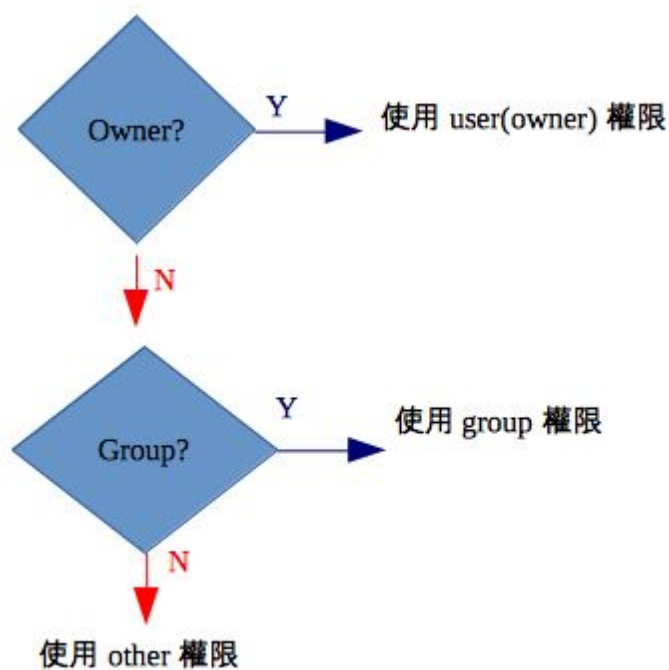 Owner?
Y
使用 user(owner) 權限
N
Group?
Y
使用 group 權限
N
使用 other 權限